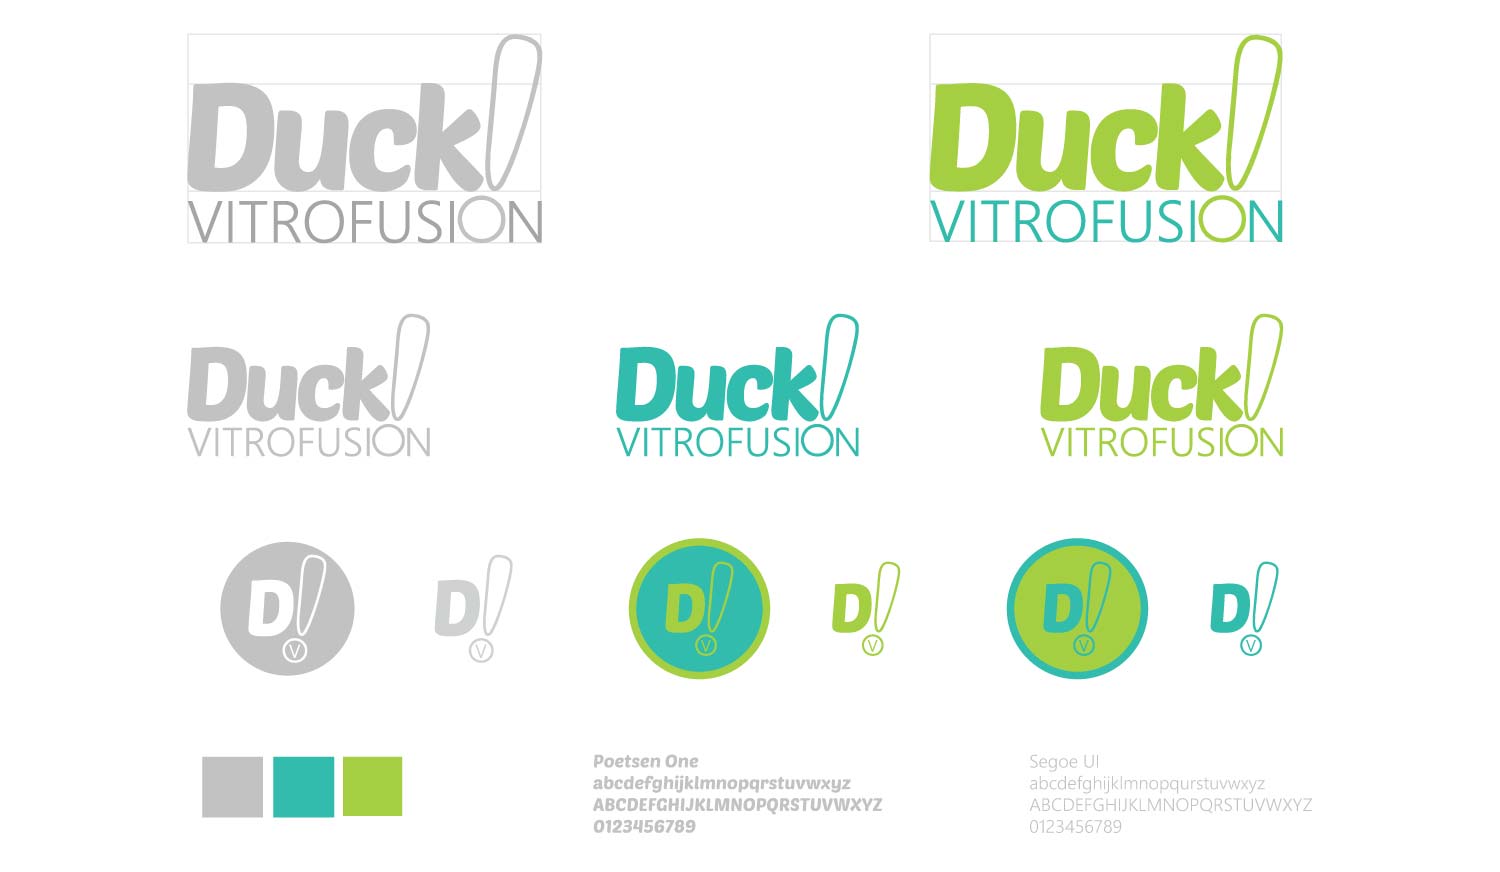 Duck!
VITROFUSION
Duck!
VITROFUSION
Duck!
VITROFUSION
Duck!
VITROFUSION
Duck!
VITROFUSION
D!
V
D!
V
D!
V
D!
V
D!
V
D!
V
Poetsen One
abcdefghijklmnopqrstuvwxyz
ABCDEFGHIJKLMNOPQRSTUVWXYZ
0123456789
Segoe UI
abcdefghijklmnopqurstuvwxyz
ABCDEFGHIJKLMNOPQRSTUVWXYZ
0123456789